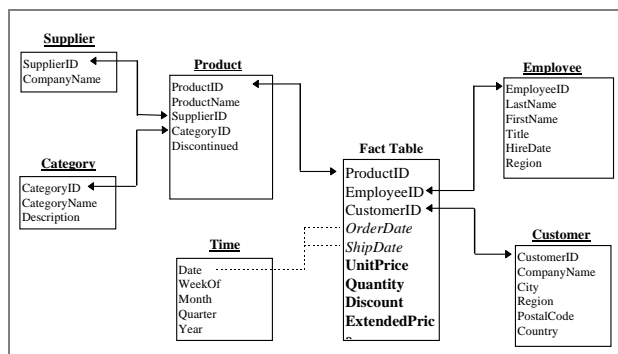 Supplier
SupplierID
CompanyName
Product
ProductID
ProductName
SupplierID
CategoryID
Discontinued
Employee
EmployeeID
LastName
FirstName
Title
HireDate
Region
Category
CategoryID
CategoryName
Description
Fact Table
ProductID
EmployeeID
CustomerID
OrderDate
ShipDate
UnitPrice
Quantity
Discount
ExtendedPric
Time
Date
WeekOf
Month
Quarter
Year
Customer
CustomerID
CompanyName
City
Region
PostalCode
Country